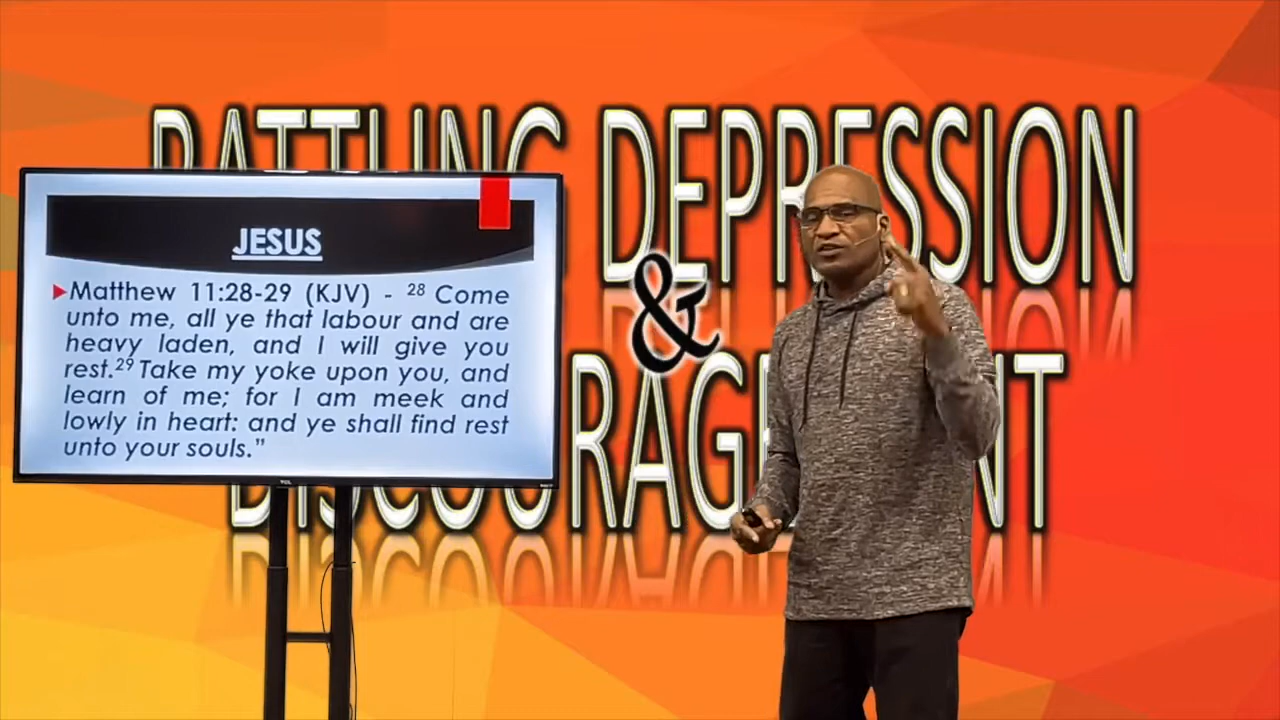 BATTLING DEPRESSION
&
DISCOURAGEMENT
JESUS
Matthew 11:28-29 (KJV) - 28 Come
unto me, all ye that labour and are
heavy laden, and I will give you
rest.29 Take my yoke upon you, and
learn of me; for I am meek and
lowly in heart: and ye shall find rest
unto your souls.”
TCL